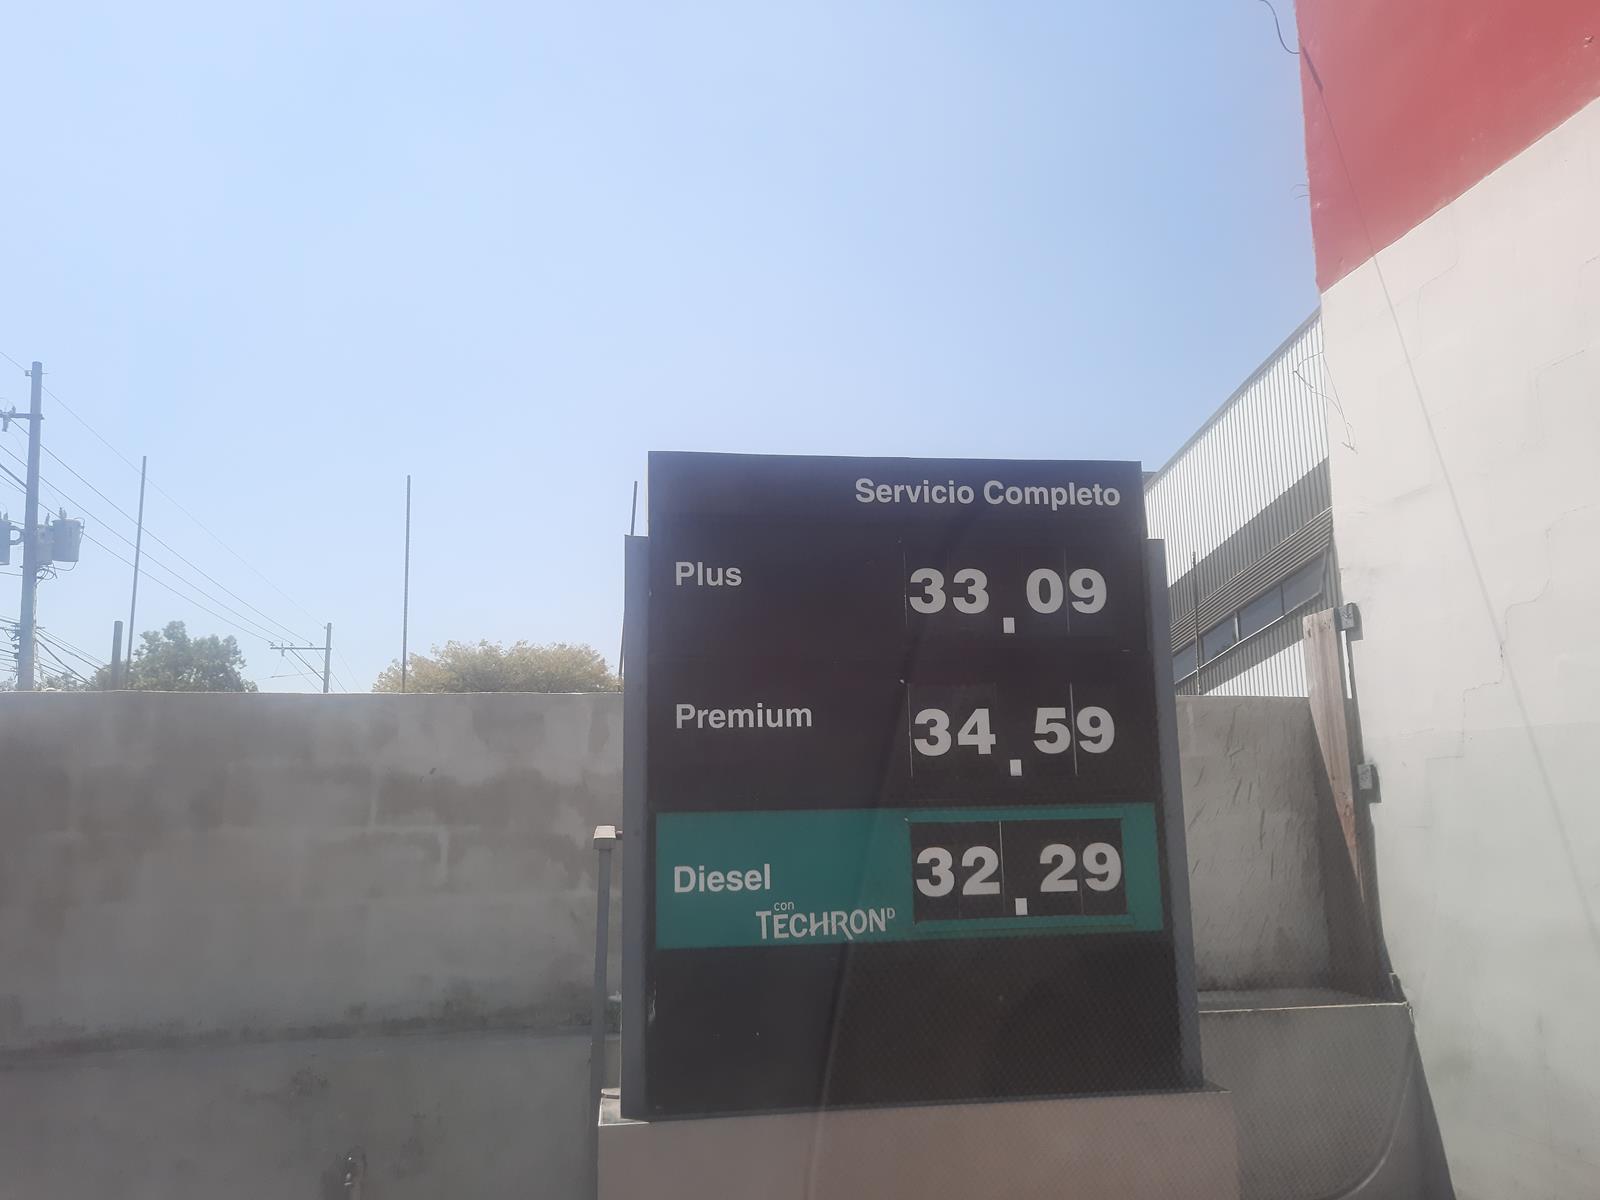 Servicio Completo
Plus 33.09
Premium 34.59
Diesel 32.29
con
TECHRON D